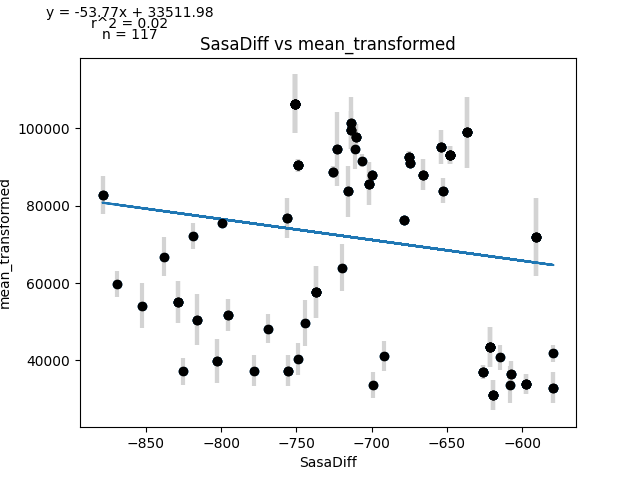 y = -53.77x + 33511.98
r^2 = 0.02
n = 117
SasaDiff vs mean_transformed
mean_transformed
100000
80000
60000
40000
−850 −800 −750 −700 −650 −600
SasaDiff